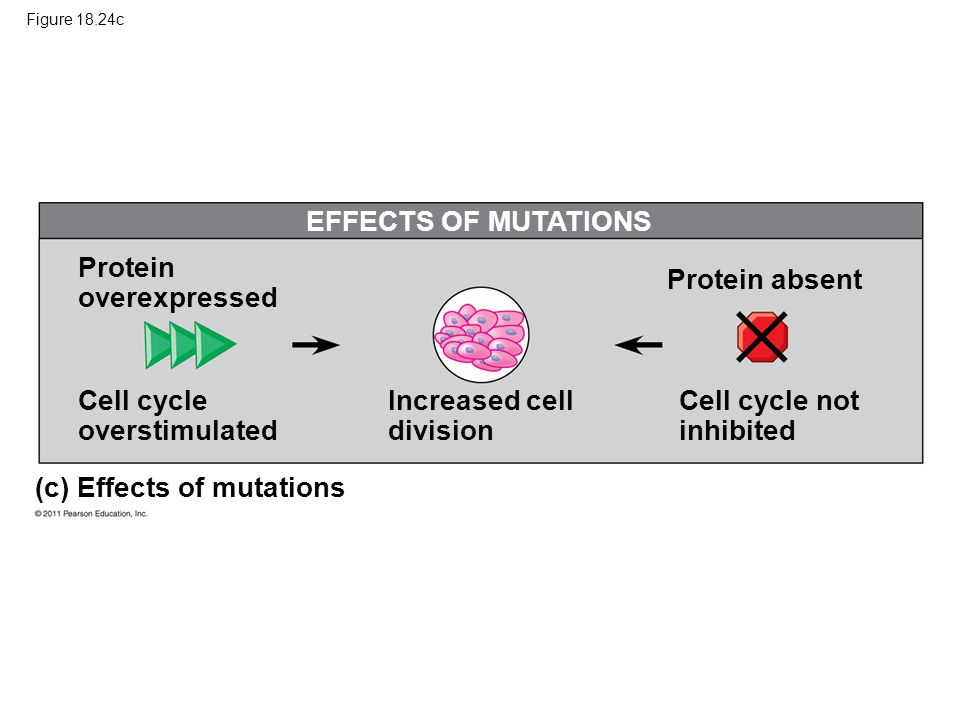 Figure 18.24c
EFFECTS OF MUTATIONS
Protein
overexpressed
Protein absent
Cell cycle
overstimulated
Increased cell
division
Cell cycle not
inhibited
(c) Effects of mutations
© 2011 Pearson Education, Inc.